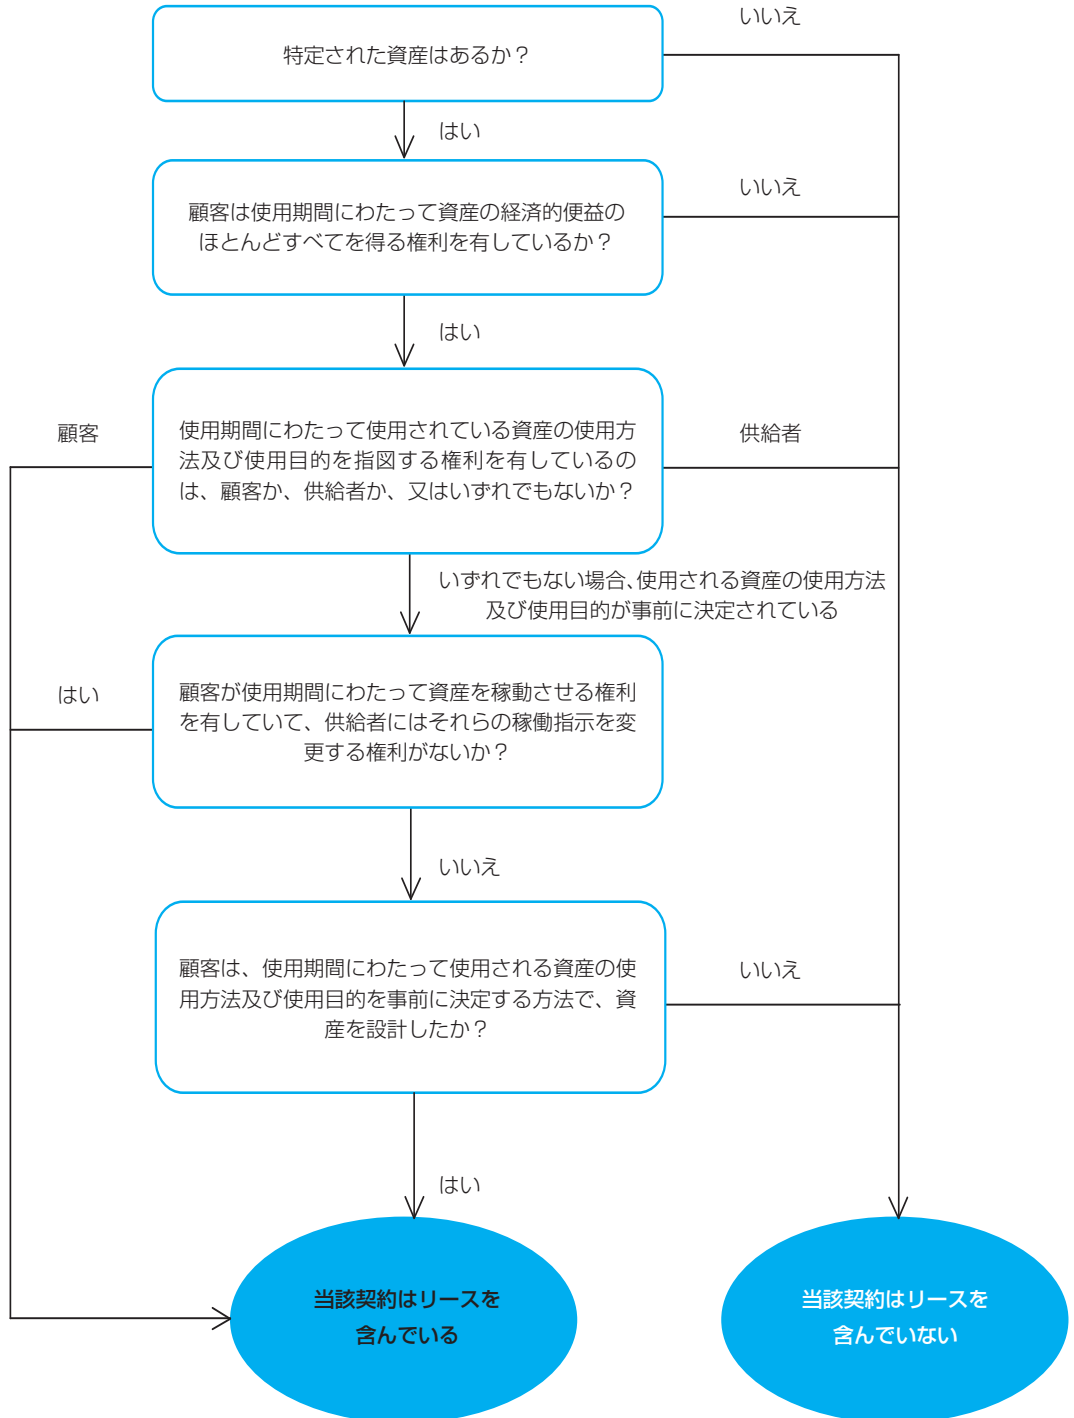 いいえ
特定された資産はあるか？
はい
いいえ
顧客は使用期間にわたって資産の経済的便益の
ほとんどすべてを得る権利を有しているか？
はい
顧客
使用期間にわたって使用されている資産の使用方
法及び使用目的を指図する権利を有しているの
は、顧客か、供給者か、又はいずれでもないか？
供給者
いずれでもない場合、使用される資産の使用方法
及び使用目的が事前に決定されている
はい
顧客が使用期間にわたって資産を稼動させる権利
を有していて、供給者にはそれらの稼働指示を変
更する権利がないか？
いいえ
顧客は、使用期間にわたって使用される資産の使
用方法及び使用目的を事前に決定する方法で、資
産を設計したか？
いいえ
はい
当該契約はリースを
含んでいる
当該契約はリースを
含んでいない